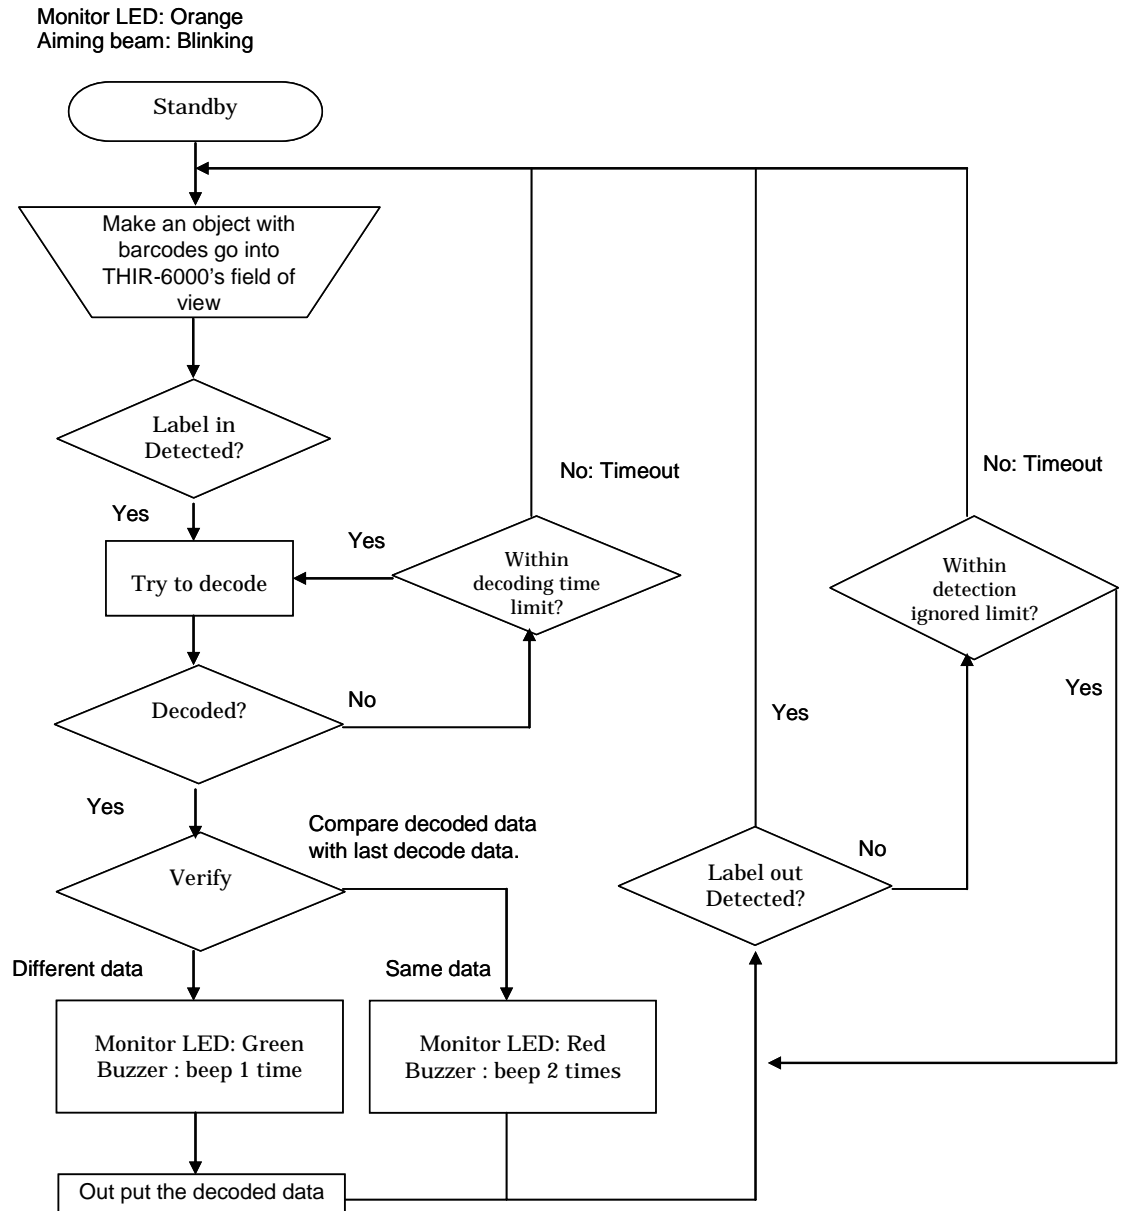 Monitor LED: Orange
Aiming beam: Blinking
Standby
Make an object with
barcodes go into
THIR-6000's field of
view
Label in
Detected?
Yes
Try to decode
Yes
Within
decoding time
limit?
No: Timeout
Decoded?
No
Yes
Verify
Compare decoded data
with last decode data.
Different data
Same data
Monitor LED: Green
Buzzer : beep 1 time
Monitor LED: Red
Buzzer : beep 2 times
Out put the decoded data
Label out
Detected?
Yes
No
Within
detection
ignored limit?
No: Timeout
Yes